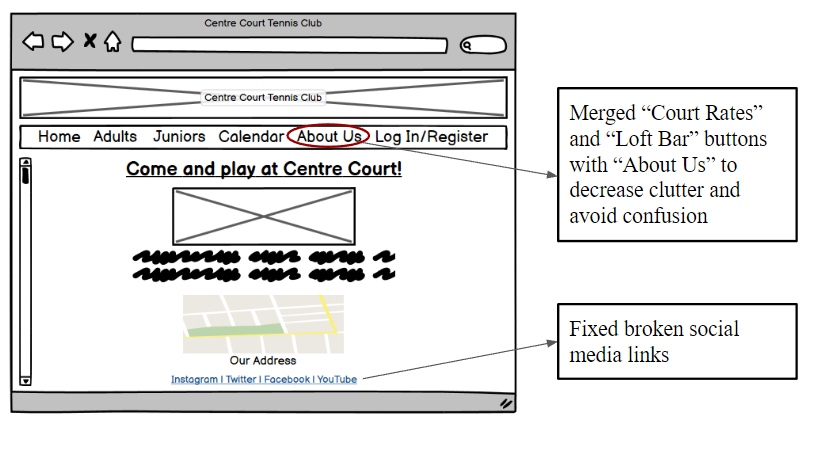 Centre Court Tennis Club
Centre Court Tennis Club
Home Adults Juniors Calendar About Us Log In/Register
Come and play at Centre Court!
Our Address
Instagram | Twitter | Facebook | YouTube
Merged “Court Rates”
and “Loft Bar” buttons
with “About Us” to
decrease clutter and
avoid confusion
Fixed broken social
media links